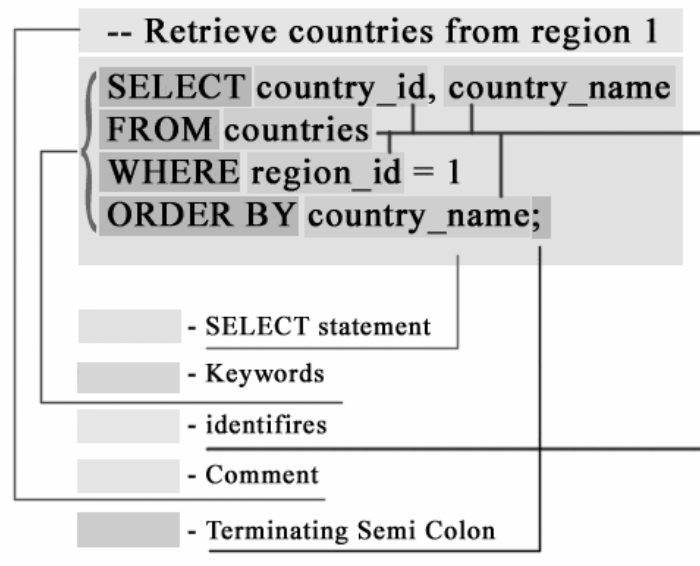 -- Retrieve countries from region 1
SELECT country_id, country_name
FROM countries
WHERE region_id = 1
ORDER BY country_name;
- SELECT statement
- Keywords
- identifires
- Comment
- Terminating Semi Colon